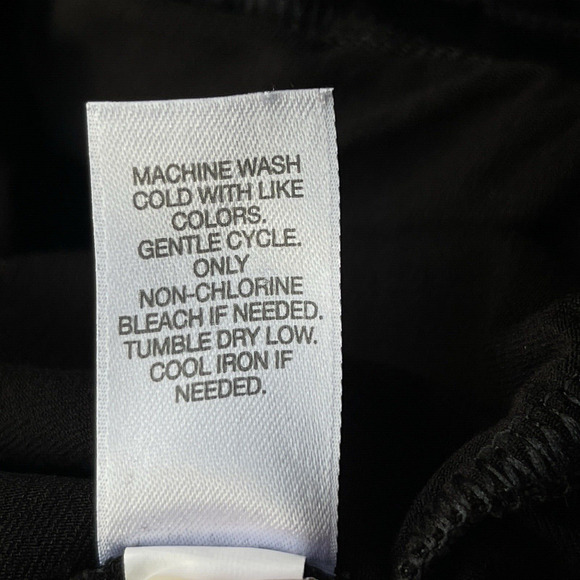 MACHINE WASH
COLD WITH LIKE
COLORS.
GENTLE CYCLE.
ONLY
NON-CHLORINE
BLEACH IF NEEDED.
TUMBLE DRY LOW.
COOL IRON IF
NEEDED.